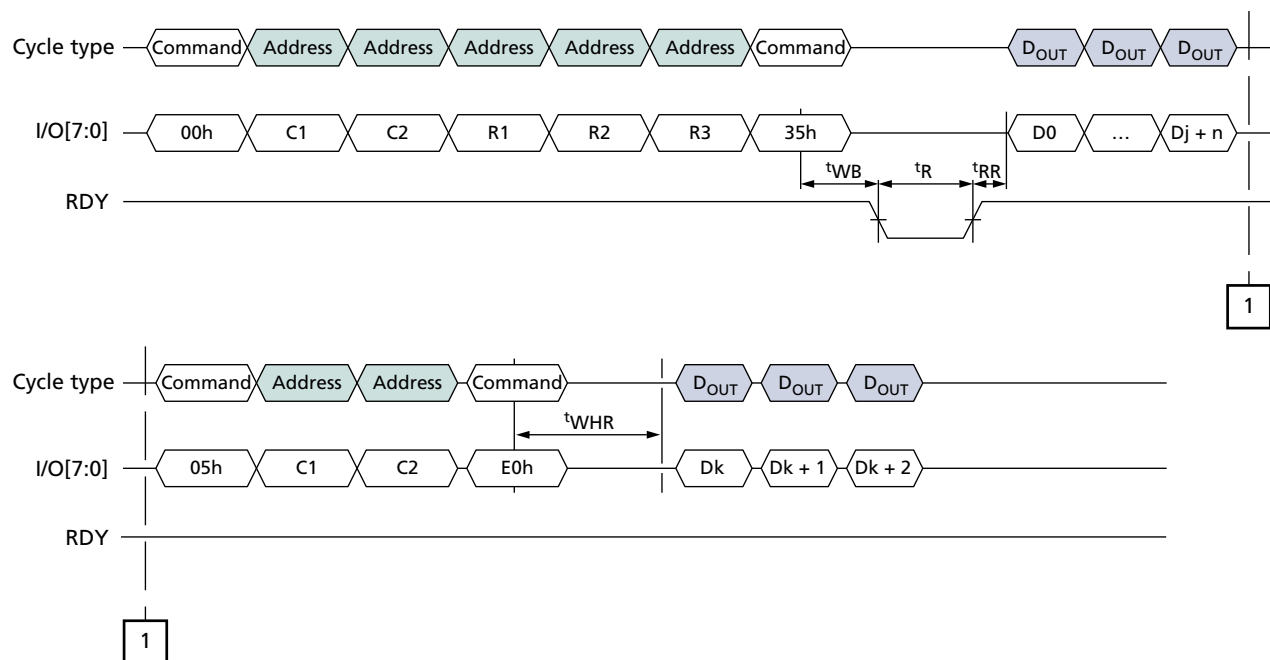 Cycle type Command Address Address Address Address Address Command DOUT DOUT DOUT
I/O[7:0] 00h C1 C2 R1 R2 R3 35h D0 ... Dj + n
tWB tR tRR
RDY
1
Cycle type Command Address Address Command DOUT DOUT DOUT
tWHR
I/O[7:0] 05h C1 C2 E0h Dk Dk + 1 Dk + 2
RDY
1